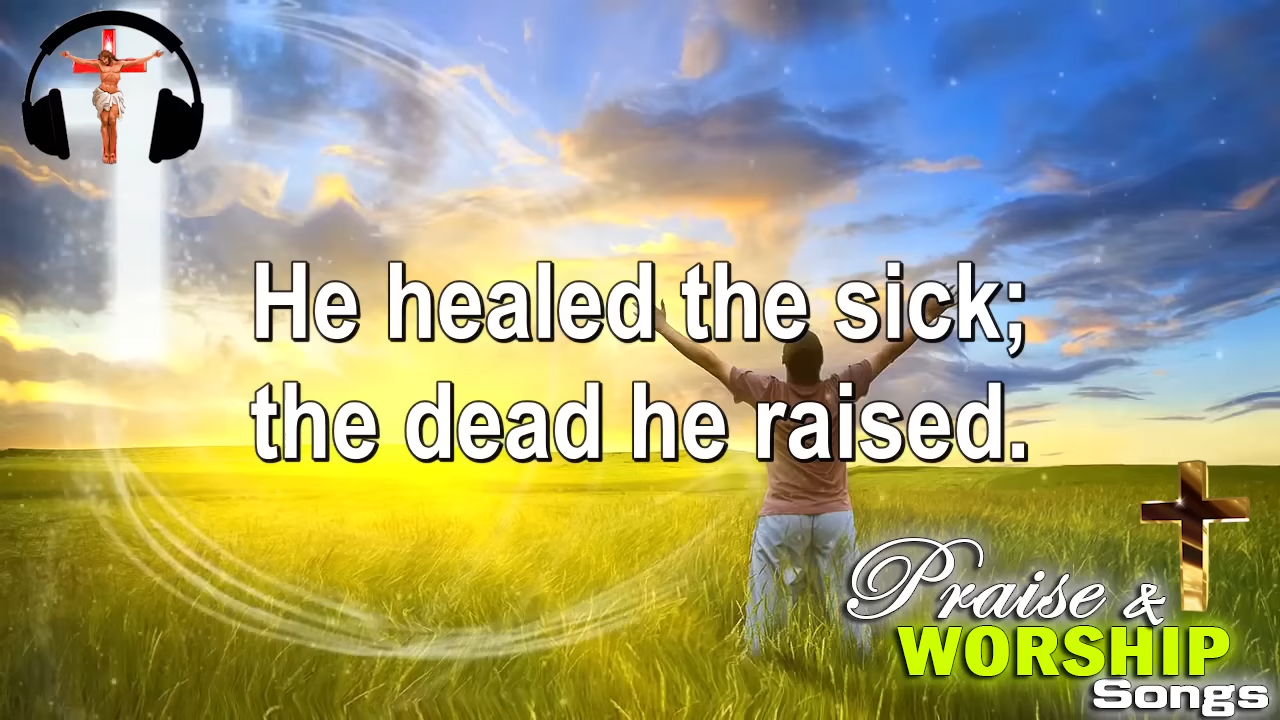 He healed the sick;
the dead he raised.
Praise &
WORSHIP
Songs